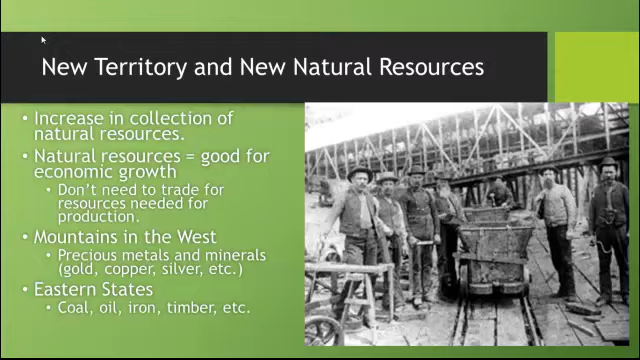 New Territory and New Natural Resources
• Increase in collection of
natural resources.
• Natural resources = good for
economic growth
• Don’t need to trade for
resources needed for
production.
• Mountains in the West
• Precious metals and minerals
(gold, copper, silver, etc.)
• Eastern States
• Coal, oil, iron, timber, etc.